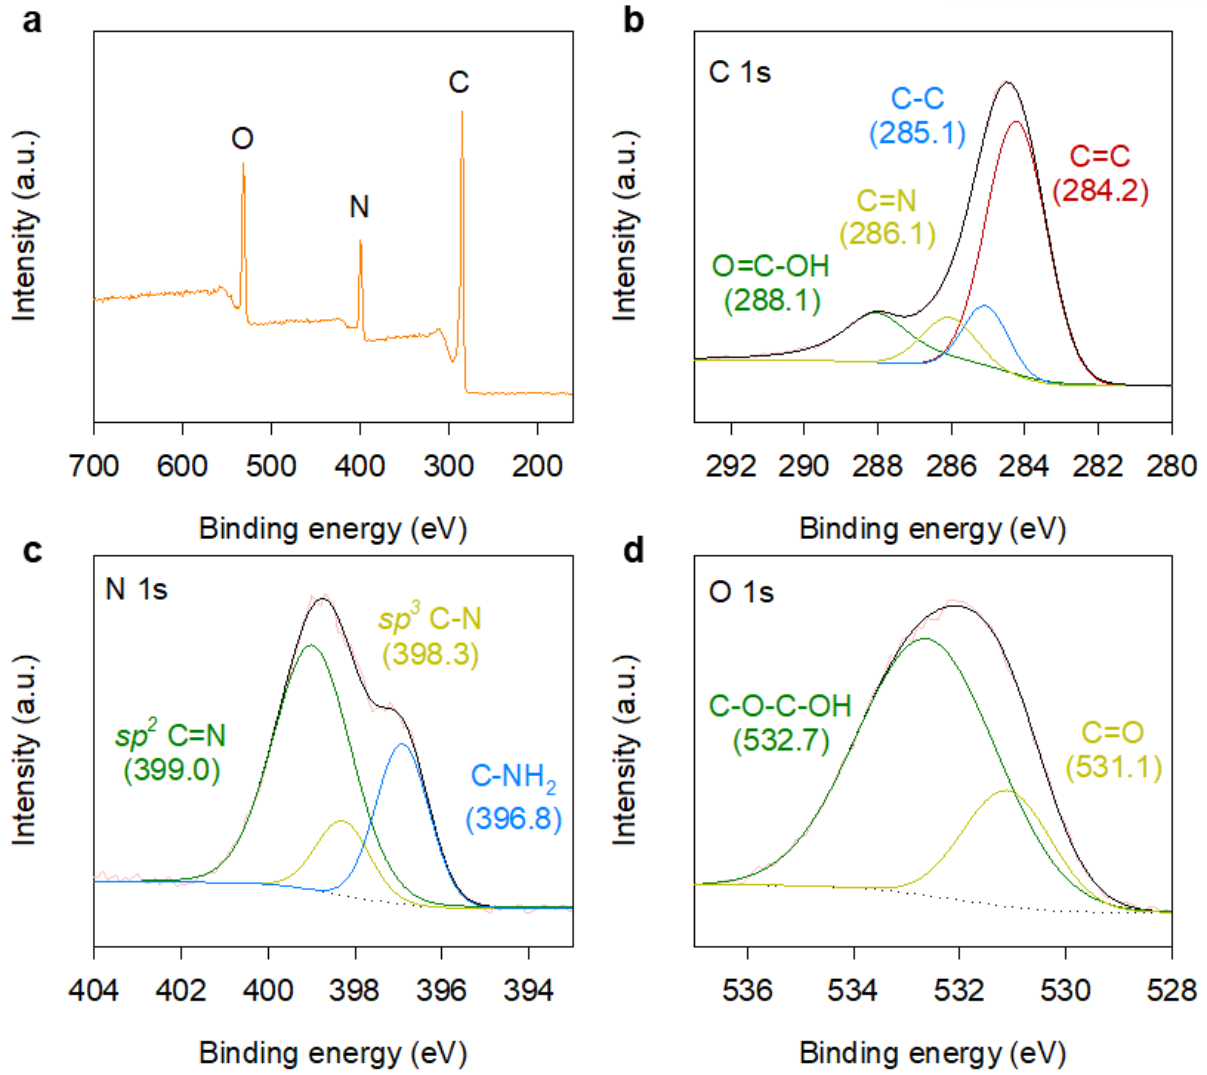 a
O
N
C
Intensity (a.u.)
700 600 500 400 300 200
Binding energy (eV)
b
C 1s
C-C
(285.1)
C=C
(284.2)
C=N
(286.1)
O=C-OH
(288.1)
Intensity (a.u.)
292 290 288 286 284 282 280
Binding energy (eV)
c
N 1s
sp³ C-N
(398.3)
sp² C=N
(399.0)
C-NH₂
(396.8)
Intensity (a.u.)
404 402 400 398 396 394
Binding energy (eV)
d
O 1s
C-O-C-OH
(532.7)
C=O
(531.1)
Intensity (a.u.)
536 534 532 530 528
Binding energy (eV)